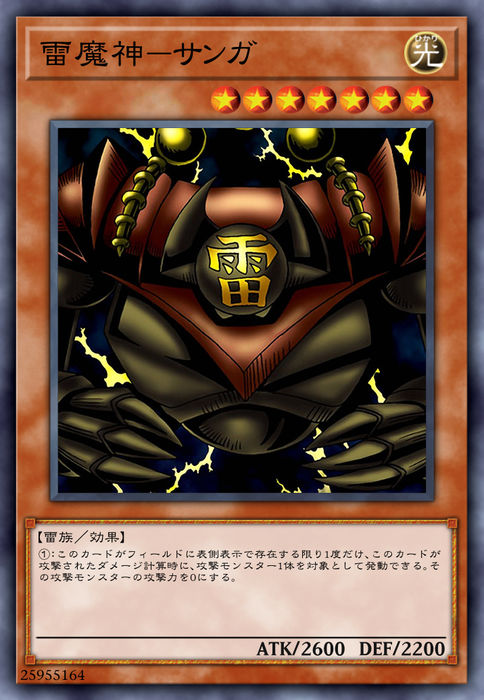 雷魔神－サンガ
ひかり
光
雷
【雷族／効果】
①：このカードがフィールドに表側表示で存在する限り1度だけ、このカードが
攻撃されたダメージ計算時に、攻撃モンスター1体を対象として発動できる。そ
の攻撃モンスターの攻撃力を0にする。
ATK/2600 DEF/2200
25955164